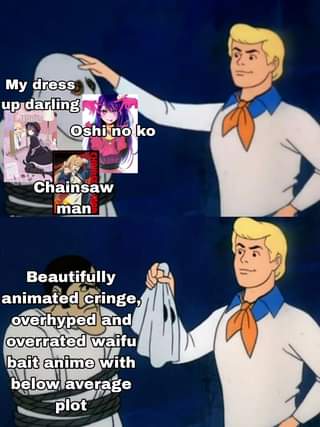 My dress
up darling
Oshi no ko
Chainsaw
man
Beautifully
animated cringe,
overhyped and
overrated waifu
bait anime with
below average
plot